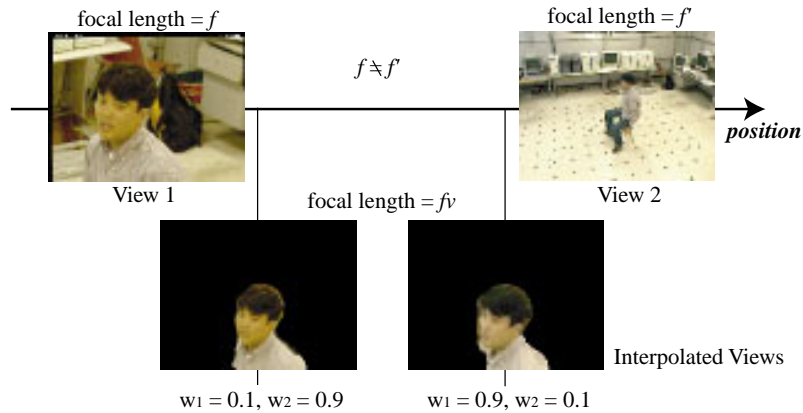 focal length = f
focal length = f'
f ≠ f'
position
View 1
View 2
focal length = fv
Interpolated Views
w1 = 0.1, w2 = 0.9
w1 = 0.9, w2 = 0.1